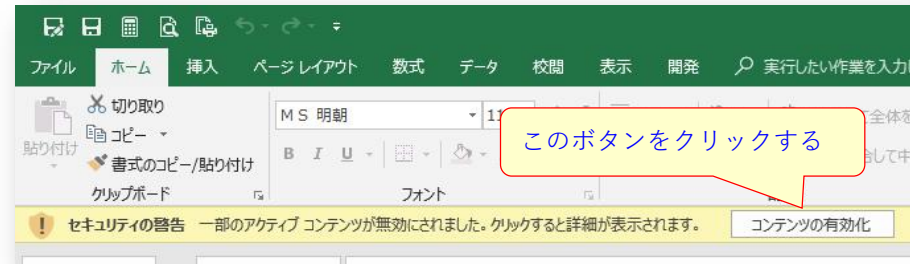 ファイル ホーム 挿入 ページ レイアウト 数式 データ 校閲 表示 開発 実行したい作業を入力
切り取り
コピー
貼り付け
書式のコピー/貼り付け
クリップボード
ＭＳ 明朝 11
B I U
フォント
このボタンをクリックする
全体を
して中
セキュリティの警告 一部のアクティブ コンテンツが無効にされました。クリックすると詳細が表示されます。 コンテンツの有効化